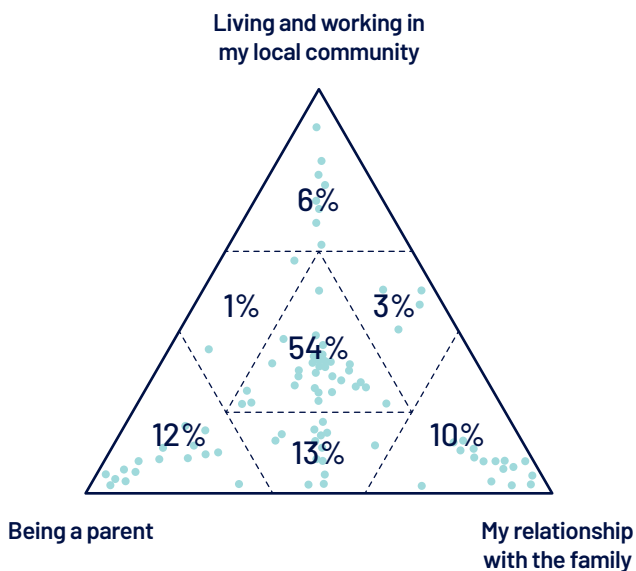 Living and working in
my local community
6%
1%
3%
54%
12%
13%
10%
Being a parent
My relationship
with the family